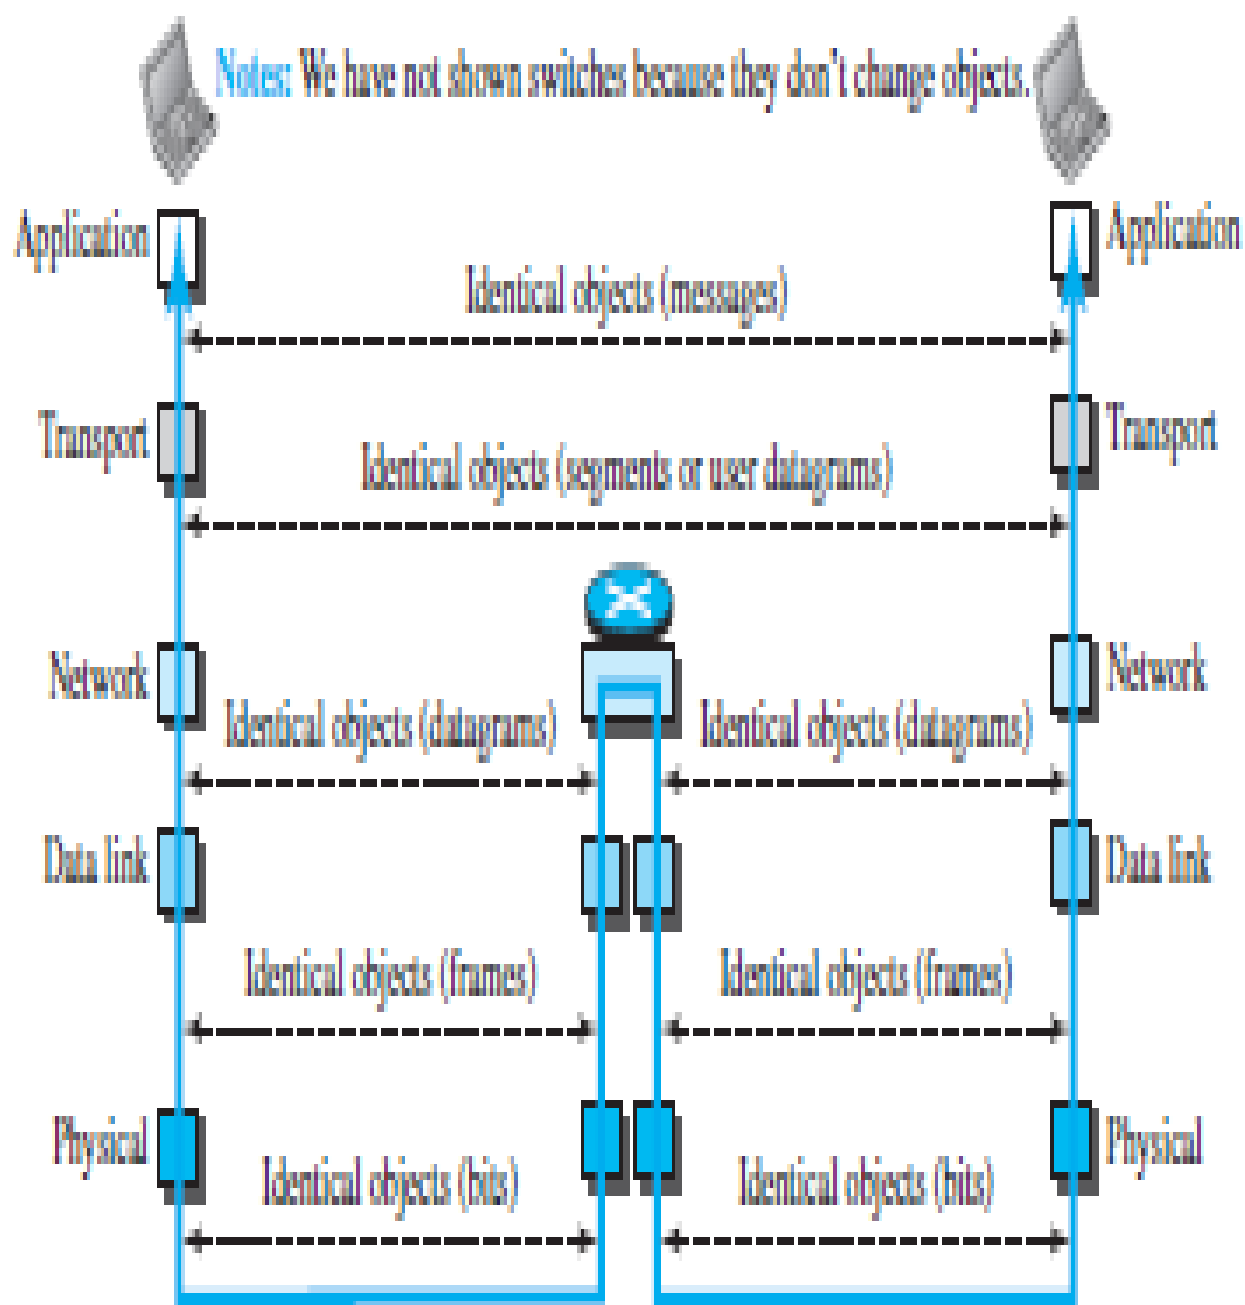 Notes: We have not shown switches because they don't change objects.
Application
Application
Identical objects (messages)
Transport
Transport
Identical objects (segments or user datagrams)
Network
Network
Identical objects (datagrams)
Identical objects (datagrams)
Data link
Data link
Identical objects (frames)
Identical objects (frames)
Physical
Physical
Identical objects (bits)
Identical objects (bits)